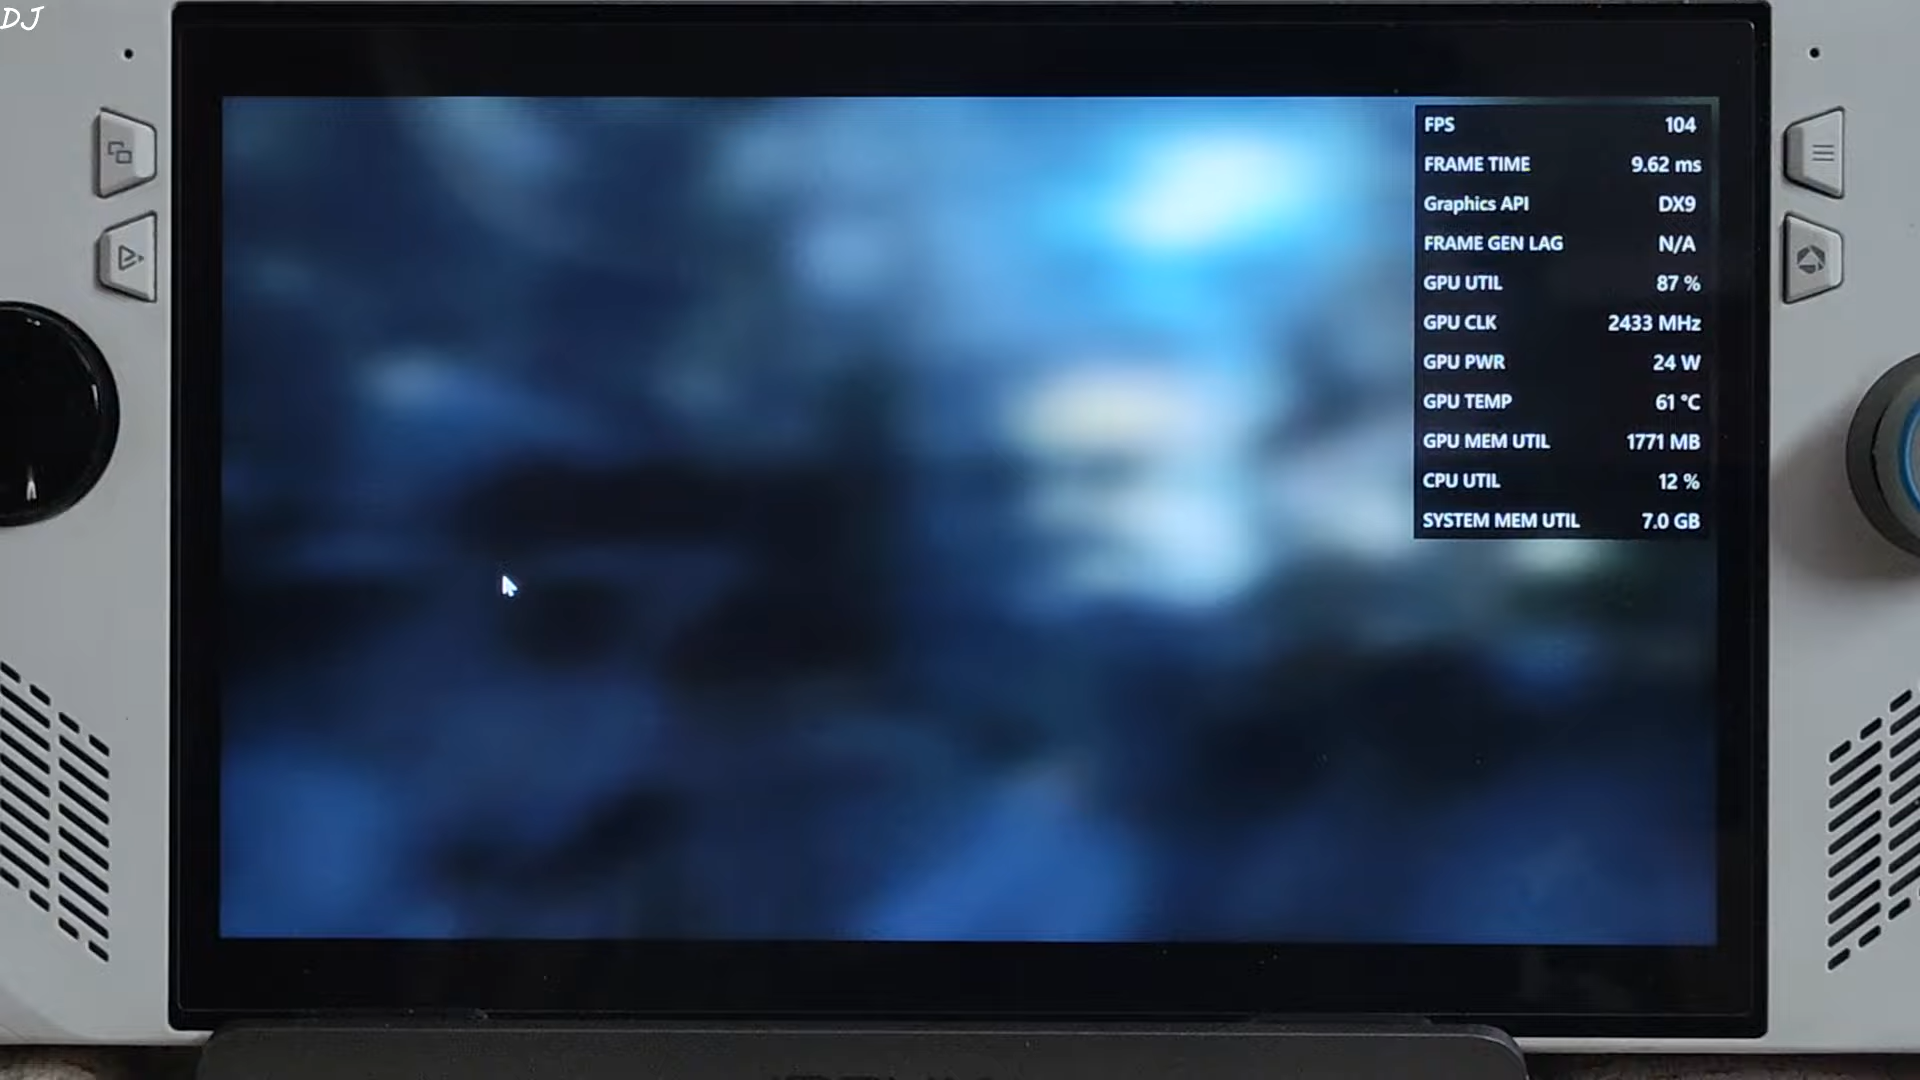 DJ
FPS 104
FRAME TIME 9.62 ms
Graphics API DX9
FRAME GEN LAG N/A
GPU UTIL 87 %
GPU CLK 2433 MHz
GPU PWR 24 W
GPU TEMP 61 °C
GPU MEM UTIL 1771 MB
CPU UTIL 12 %
SYSTEM MEM UTIL 7.0 GB